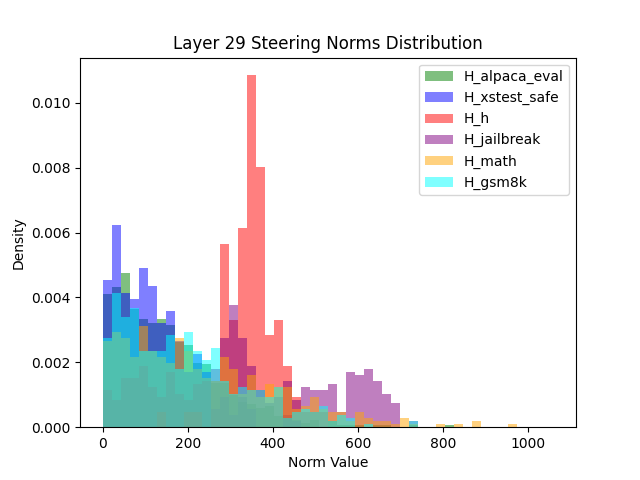 Layer 29 Steering Norms Distribution
H_alpaca_eval
H_xstest_safe
H_h
H_jailbreak
H_math
H_gsm8k
Density
0.010
0.008
0.006
0.004
0.002
0.000
0
200
400
600
800
1000
Norm Value